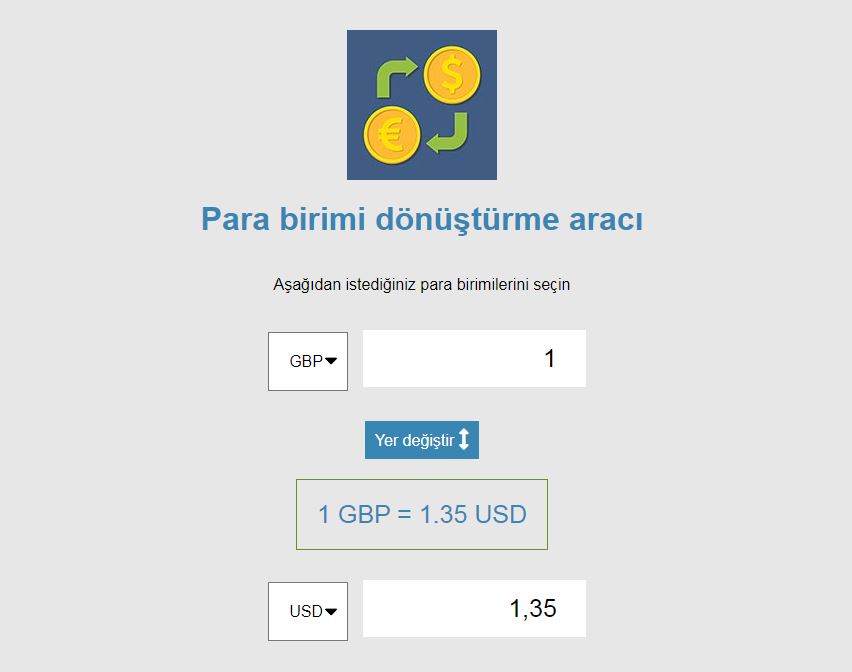 Para birimi dönüştürme aracı
Aşağıdan istediğiniz para birimilerini seçin
GBP 1
Yer değiştir
1 GBP = 1.35 USD
USD 1,35